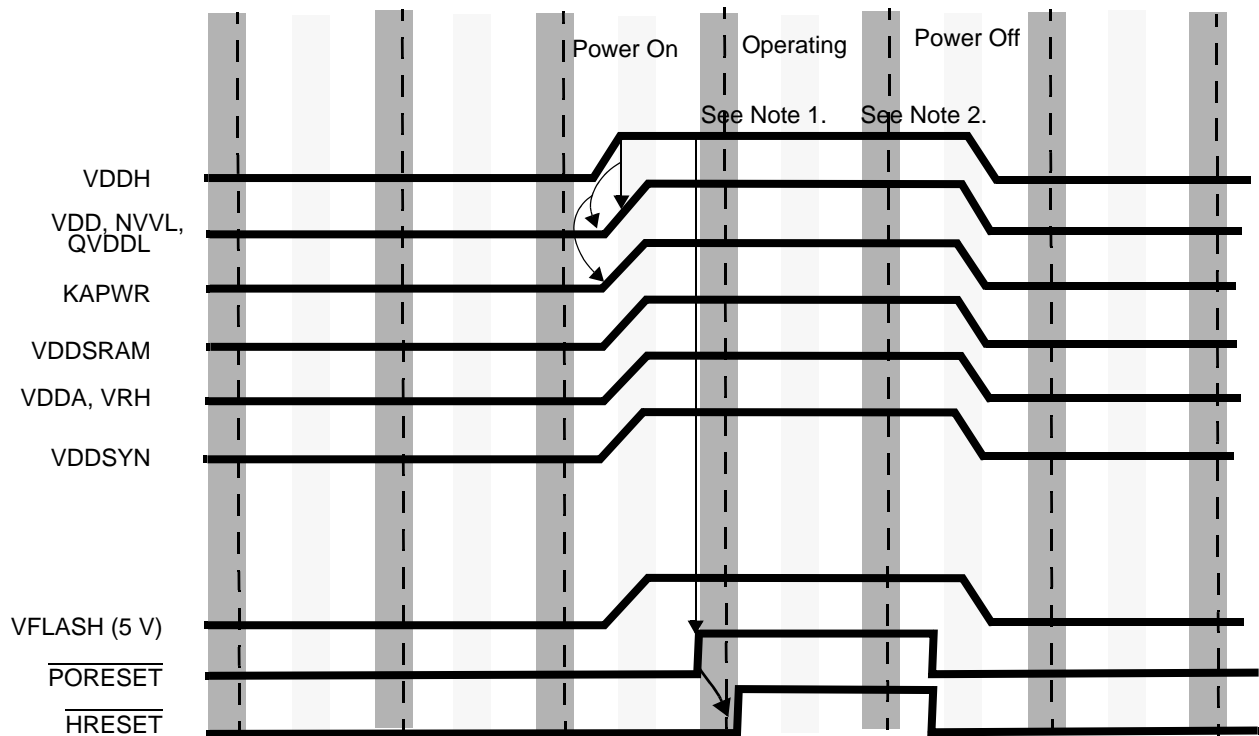 Power On
Operating
Power Off
See Note 1.
See Note 2.
VDDH
VDD, NVVL,
QVDDL
KAPWR
VDDSRAM
VDDA, VRH
VDDSYN
VFLASH (5 V)
PORESET
HRESET